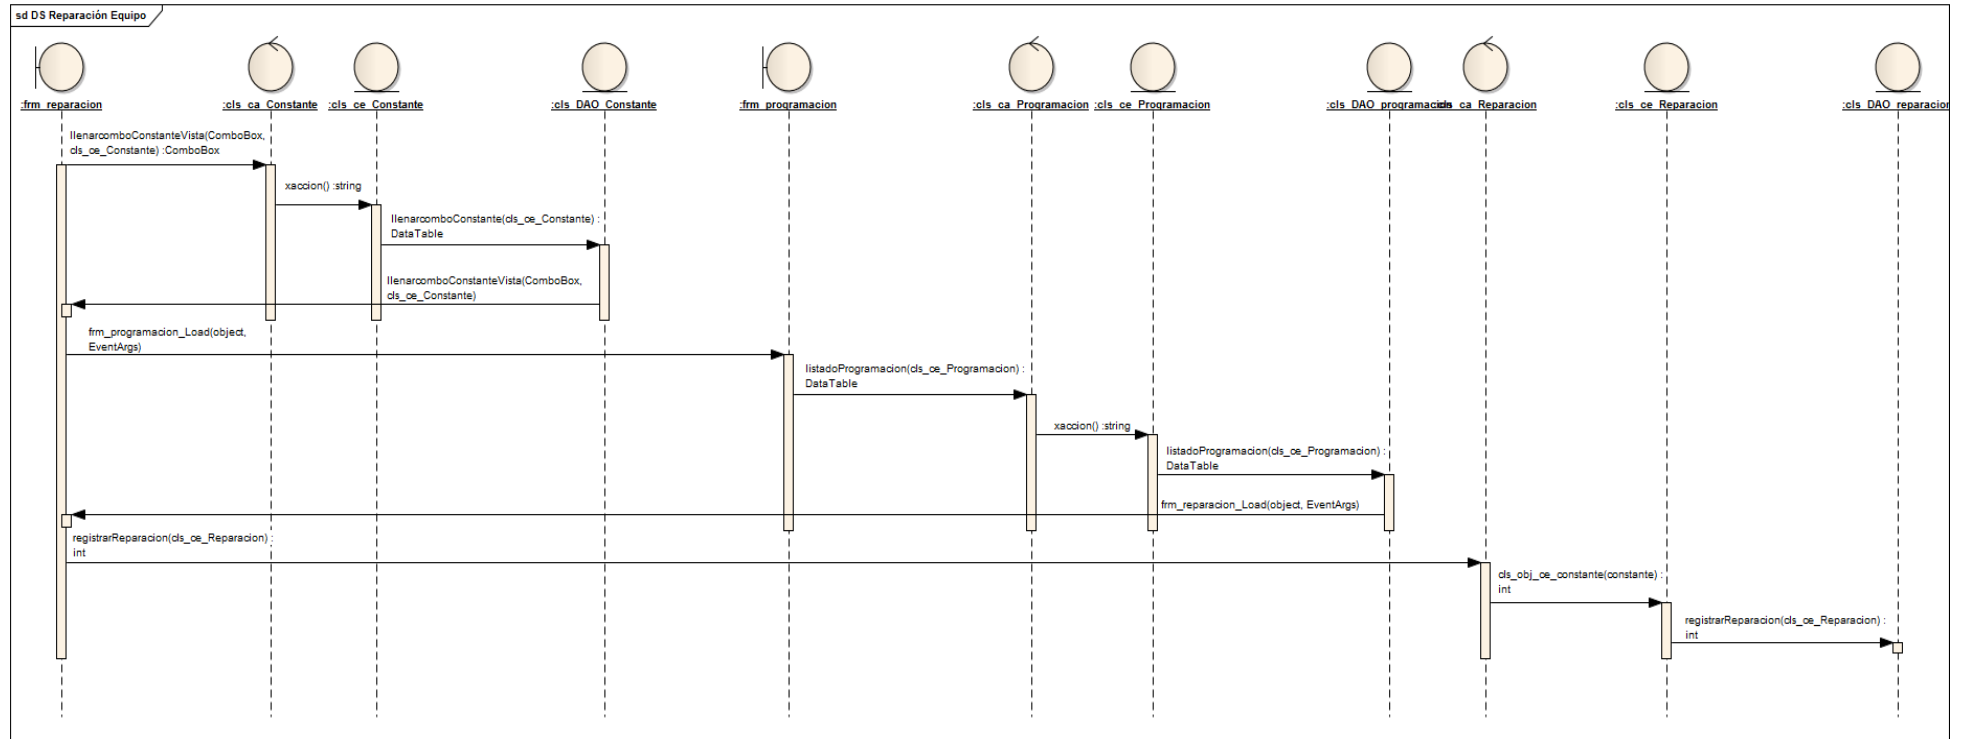 sd DS Reparación Equipo
:frm_reparacion
:cls_ca_Constante
:cls_ce_Constante
:cls_DAO_Constante
:frm_programacion
:cls_ca_Programacion
:cls_ce_Programacion
:cls_DAO_programacion
:cls_ca_Reparacion
:cls_ce_Reparacion
:cls_DAO_reparacion
llenarcomboConstanteVista(ComboBox,
cls_ce_Constante) :ComboBox
xaccion() :string
llenarcomboConstante(cls_ce_Constante) :
DataTable
llenarcomboConstanteVista(ComboBox,
cls_ce_Constante)
frm_programacion_Load(object,
EventArgs)
listadoProgramacion(cls_ce_Programacion) :
DataTable
xaccion() :string
listadoProgramacion(cls_ce_Programacion) :
DataTable
frm_reparacion_Load(object, EventArgs)
registrarReparacion(cls_ce_Reparacion) :
int
cls_obj_ce_constante(constante) :
int
registrarReparacion(cls_ce_Reparacion) :
int